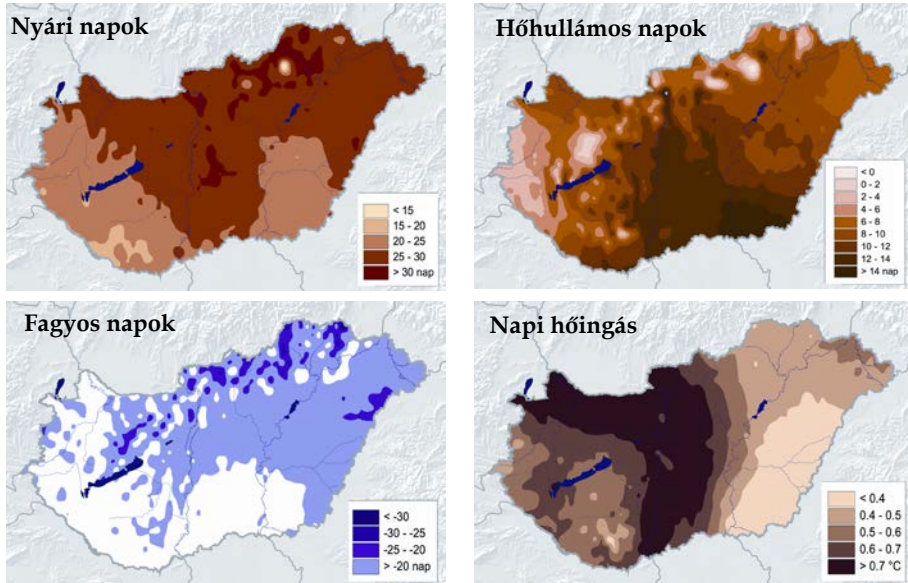 Nyári napok
< 15
15 - 20
20 - 25
25 - 30
> 30 nap
Hőhullámos napok
< 0
0 - 2
2 - 4
4 - 6
6 - 8
8 - 10
10 - 12
12 - 14
> 14 nap
Fagyos napok
< -30
-30 - -25
-25 - -20
> -20 nap
Napi hőingás
< 0.4
0.4 - 0.5
0.5 - 0.6
0.6 - 0.7
> 0.7 °C